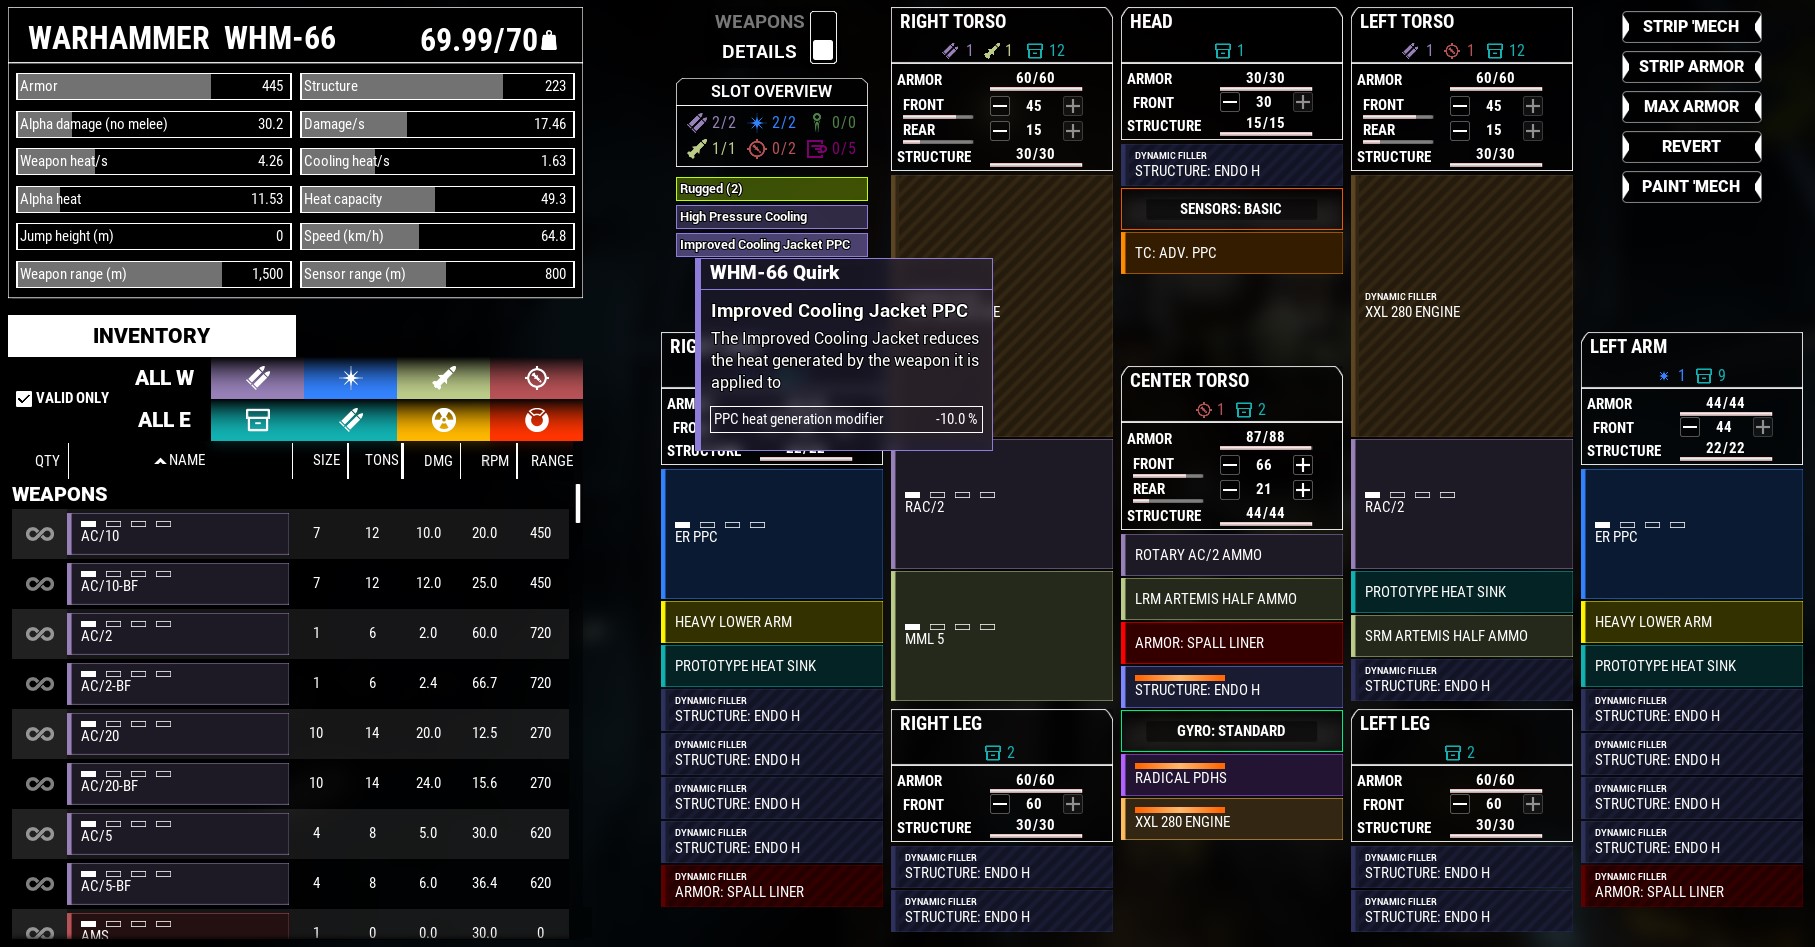 WARHAMMER WHM-66
69.99/70
Armor 445
Structure 223
Alpha damage (no melee) 30.2
Damage/s 17.46
Weapon heat/s 4.26
Cooling heat/s 1.63
Alpha heat 11.53
Heat capacity 49.3
Jump height (m) 0
Speed (km/h) 64.8
Weapon range (m) 1,500
Sensor range (m) 800
INVENTORY
VALID ONLY
ALL W
ALL E
QTY NAME SIZE TONS DMG RPM RANGE
WEAPONS
AC/10 7 12 10.0 20.0 450
AC/10-BF 7 12 12.0 25.0 450
AC/2 1 6 2.0 60.0 720
AC/2-BF 1 6 2.4 66.7 720
AC/20 10 14 20.0 12.5 270
AC/20-BF 10 14 24.0 15.6 270
AC/5 4 8 5.0 30.0 620
AC/5-BF 4 8 6.0 36.4 620
AMS 1 0 0.0 30.0 0
WEAPONS
DETAILS
SLOT OVERVIEW
2/2 2/2 0/0
1/1 0/2 0/5
Rugged (2)
High Pressure Cooling
Improved Cooling Jacket PPC
WHM-66 Quirk
Improved Cooling Jacket PPC
The Improved Cooling Jacket reduces
the heat generated by the weapon it is
applied to
PPC heat generation modifier -10.0 %
ER PPC
HEAVY LOWER ARM
PROTOTYPE HEAT SINK
DYNAMIC FILLER
STRUCTURE: ENDO H
DYNAMIC FILLER
STRUCTURE: ENDO H
DYNAMIC FILLER
STRUCTURE: ENDO H
DYNAMIC FILLER
STRUCTURE: ENDO H
DYNAMIC FILLER
ARMOR: SPALL LINER
RIGHT TORSO
1 1 12
ARMOR 60/60
FRONT 45
REAR 15
STRUCTURE 30/30
RAC/2
MML 5
RIGHT LEG
2
ARMOR 60/60
FRONT 60
STRUCTURE 30/30
DYNAMIC FILLER
STRUCTURE: ENDO H
DYNAMIC FILLER
STRUCTURE: ENDO H
HEAD
1
ARMOR 30/30
FRONT 30
STRUCTURE 15/15
DYNAMIC FILLER
STRUCTURE: ENDO H
SENSORS: BASIC
TC: ADV. PPC
CENTER TORSO
1 2
ARMOR 87/88
FRONT 66
REAR 21
STRUCTURE 44/44
ROTARY AC/2 AMMO
LRM ARTEMIS HALF AMMO
ARMOR: SPALL LINER
STRUCTURE: ENDO H
GYRO: STANDARD
RADICAL PDHS
XXL 280 ENGINE
LEFT TORSO
1 1 12
ARMOR 60/60
FRONT 45
REAR 15
STRUCTURE 30/30
DYNAMIC FILLER
XXL 280 ENGINE
RAC/2
PROTOTYPE HEAT SINK
SRM ARTEMIS HALF AMMO
DYNAMIC FILLER
STRUCTURE: ENDO H
LEFT LEG
2
ARMOR 60/60
FRONT 60
STRUCTURE 30/30
DYNAMIC FILLER
STRUCTURE: ENDO H
DYNAMIC FILLER
STRUCTURE: ENDO H
STRIP 'MECH
STRIP ARMOR
MAX ARMOR
REVERT
PAINT 'MECH
LEFT ARM
1 9
ARMOR 44/44
FRONT 44
STRUCTURE 22/22
ER PPC
HEAVY LOWER ARM
PROTOTYPE HEAT SINK
DYNAMIC FILLER
STRUCTURE: ENDO H
DYNAMIC FILLER
STRUCTURE: ENDO H
DYNAMIC FILLER
STRUCTURE: ENDO H
DYNAMIC FILLER
STRUCTURE: ENDO H
DYNAMIC FILLER
ARMOR: SPALL LINER